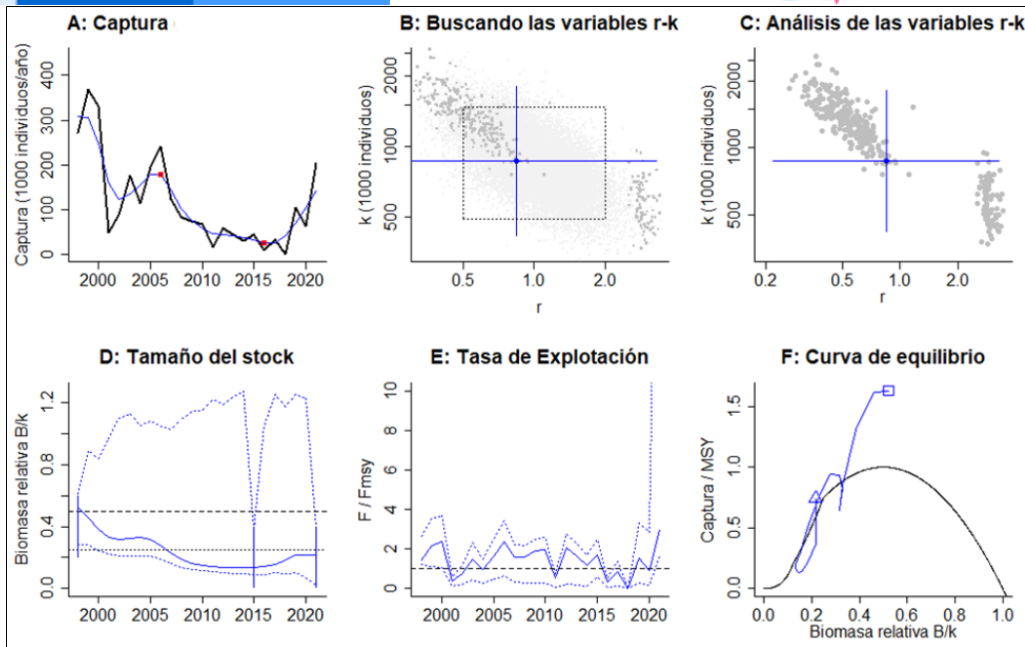 A: Captura
Captura (1000 individuos/año)
0 100 200 300 400
2000 2005 2010 2015 2020
B: Buscando las variables r-k
k (1000 individuos)
500 1000 2000
0.5 1.0 2.0
r
C: Análisis de las variables r-k
k (1000 individuos)
500 1000 2000
0.2 0.5 1.0 2.0
r
D: Tamaño del stock
Biomasa relativa B/k
0.0 0.4 0.8 1.2
2000 2005 2010 2015 2020
E: Tasa de Explotación
F / Fmsy
0 2 4 6 8 10
2000 2005 2010 2015 2020
F: Curva de equilibrio
Captura / MSY
0.0 0.5 1.0 1.5
0.0 0.2 0.4 0.6 0.8 1.0
Biomasa relativa B/k